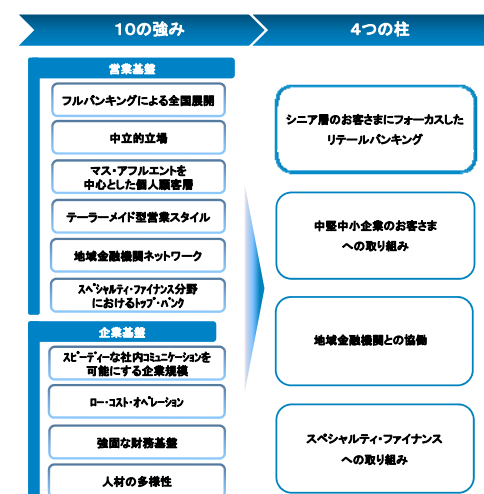 10の強み
4つの柱
営業基盤
フルバンキングによる全国展開
中立的立場
マス・アフルエントを
中心とした個人顧客層
テーラーメイド型営業スタイル
地域金融機関ネットワーク
スペシャルティ・ファイナンス分野
におけるトップ・バンク
企業基盤
スピーディーな社内コミュニケーションを
可能にする企業規模
ロー・コスト・オペレーション
強固な財務基盤
人材の多様性
シニア層のお客さまにフォーカスした
リテールバンキング
中堅中小企業のお客さま
への取り組み
地域金融機関との協働
スペシャルティ・ファイナンス
への取り組み